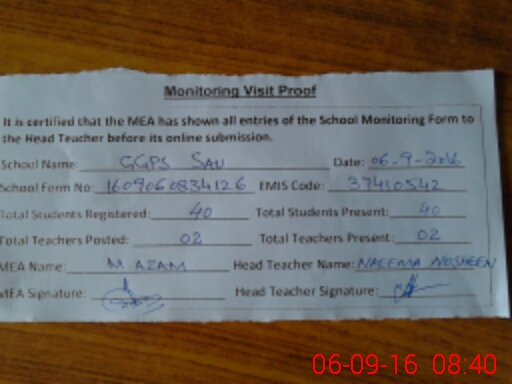 Monitoring Visit Proof
It is certified that the MEA has shown all entries of the School Monitoring Form to
the Head Teacher before its online submission.
School Name: GGPS SAU Date: 06-9-2016
School Form No: 1609060834126 EMIS Code: 37410542
Total Students Registered: 40 Total Students Present: 40
Total Teachers Posted: 02 Total Teachers Present: 02
MEA Name: M AZAM Head Teacher Name: NAEEMA NOSHEEN
MEA Signature: Head Teacher Signature:
06-09-16 08:40